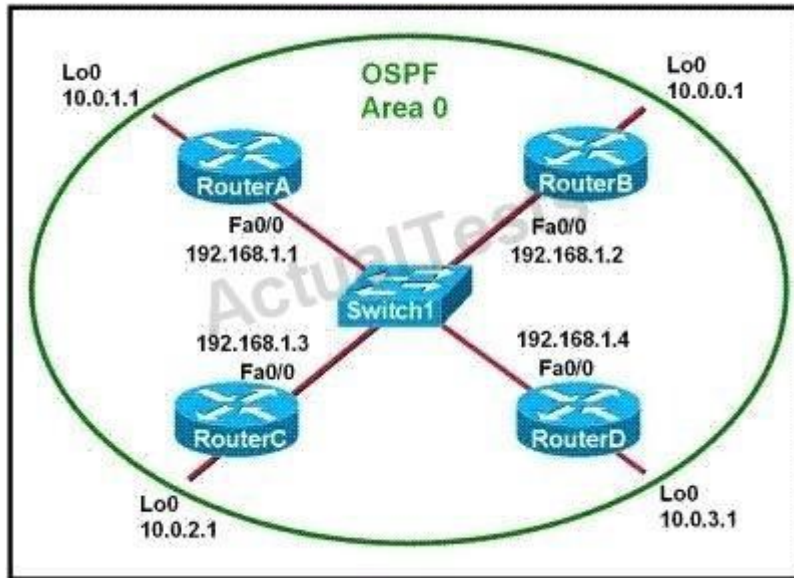 OSPF
Area 0
Lo0
10.0.1.1
Lo0
10.0.0.1
RouterA
RouterB
Fa0/0
192.168.1.1
Fa0/0
192.168.1.2
ActualTests
Switch1
192.168.1.3
Fa0/0
192.168.1.4
Fa0/0
RouterC
RouterD
Lo0
10.0.2.1
Lo0
10.0.3.1